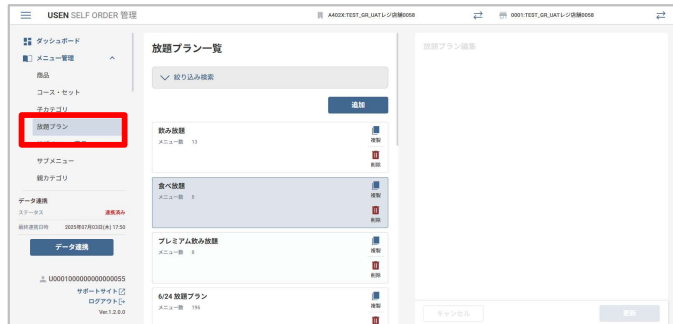 USEN SELF ORDER 管理
A402X:TEST_GR_UATレジ店舗0058
0001:TEST_GR_UATレジ店舗0058
ダッシュボード
メニュー管理
商品
コース・セット
子カテゴリ
放題プラン
サブメニュー
親カテゴリ
データ連携
ステータス
連携済み
最終連携日時
2025年07月03日(木) 17:50
データ連携
U0001000000000000055
サポートサイト
ログアウト
Ver.1.2.0.0
放題プラン一覧
絞り込み検索
追加
飲み放題
メニュー数 13
複製
削除
食べ放題
メニュー数 8
複製
削除
プレミアム飲み放題
メニュー数 6
複製
削除
6/24 放題プラン
メニュー数 196
複製
放題プラン編集
キャンセル
更新